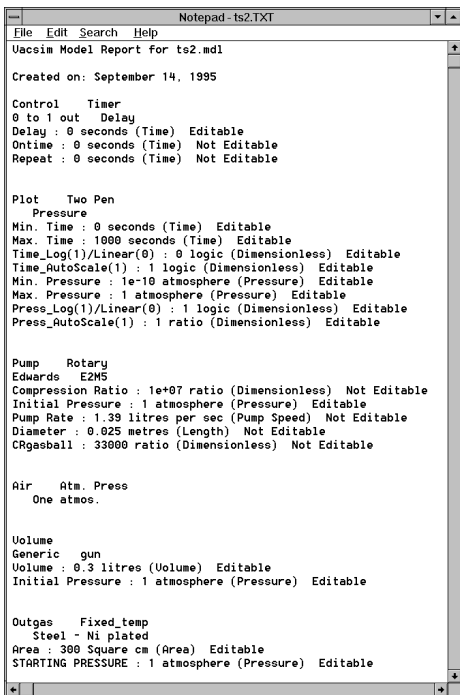 Notepad - ts2.TXT
File Edit Search Help
Vacsim Model Report for ts2.mdl
Created on: September 14, 1995
Control Timer
0 to 1 out Delay
Delay : 0 seconds (Time) Editable
Ontime : 0 seconds (Time) Not Editable
Repeat : 0 seconds (Time) Not Editable
Plot Two Pen
Pressure
Min. Time : 0 seconds (Time) Editable
Max. Time : 1000 seconds (Time) Editable
Time_Log(1)/Linear(0) : 0 logic (Dimensionless) Editable
Time_AutoScale(1) : 1 logic (Dimensionless) Editable
Min. Pressure : 1e-10 atmosphere (Pressure) Editable
Max. Pressure : 1 atmosphere (Pressure) Editable
Press_Log(1)/Linear(0) : 1 logic (Dimensionless) Editable
Press_AutoScale(1) : 1 ratio (Dimensionless) Editable
Pump Rotary
Edwards E2M5
Compression Ratio : 1e+07 ratio (Dimensionless) Not Editable
Initial Pressure : 1 atmosphere (Pressure) Editable
Pump Rate : 1.39 litres per sec (Pump Speed) Not Editable
Diameter : 0.025 metres (Length) Not Editable
CRgasball : 33000 ratio (Dimensionless) Not Editable
Air Atm. Press
One atmos.
Volume
Generic gun
Volume : 0.3 litres (Volume) Editable
Initial Pressure : 1 atmosphere (Pressure) Editable
Outgas Fixed_temp
Steel - Ni plated
Area : 300 Square cm (Area) Editable
STARTING PRESSURE : 1 atmosphere (Pressure) Editable